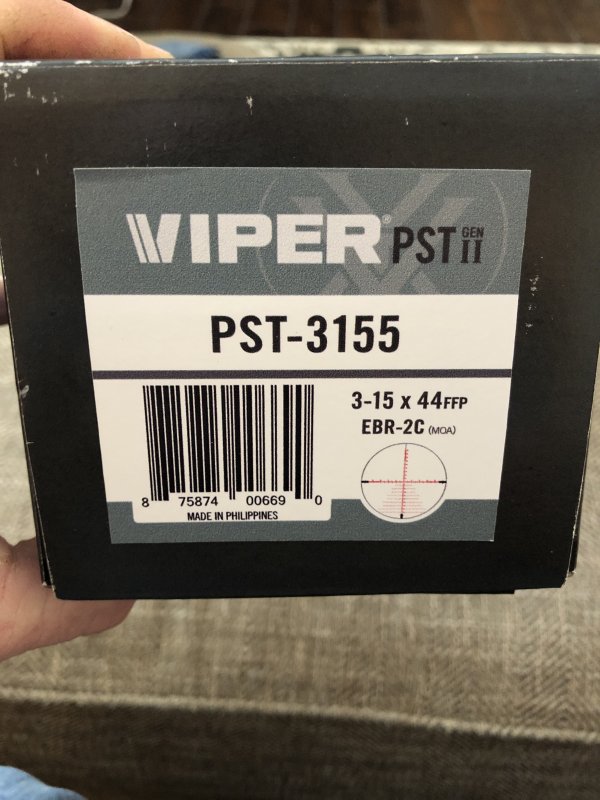 VIPER® PST GEN II
PST-3155
3-15 x 44FFP
EBR-2C (MOA)
8 75874 00669 0
MADE IN PHILIPPINES